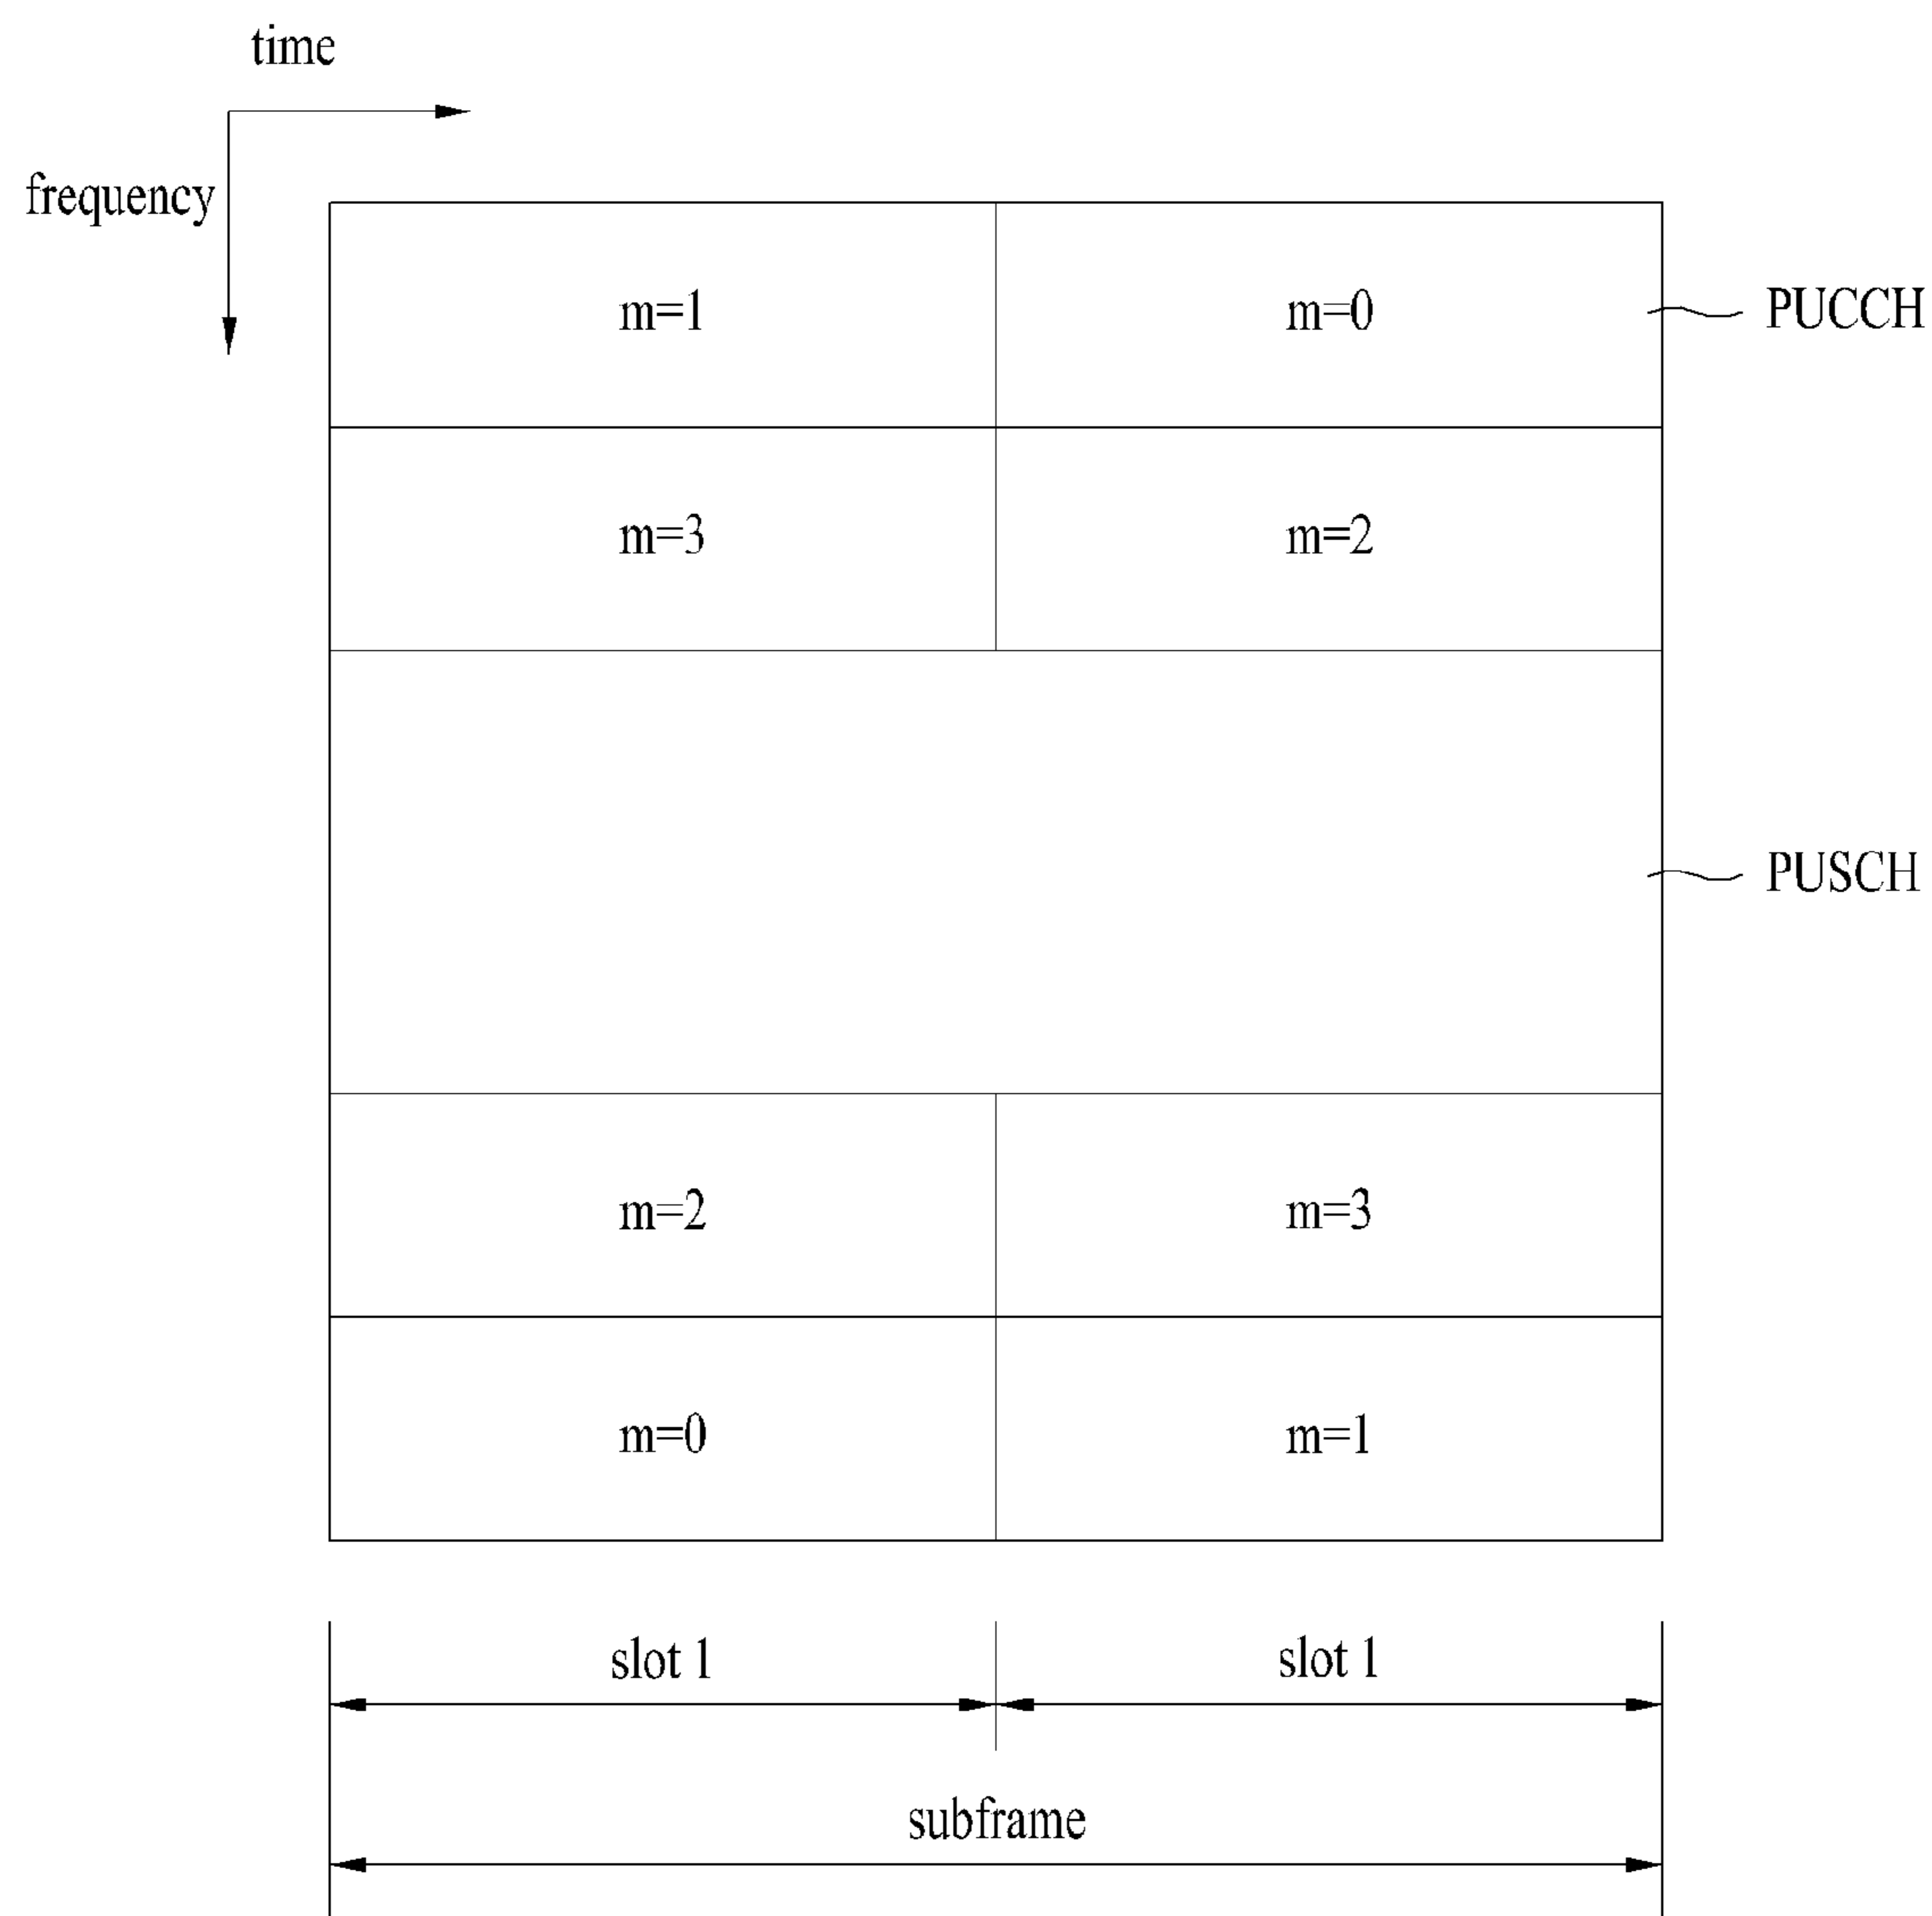 time
frequency
m=1 m=0 PUCCH
m=3 m=2
PUSCH
m=2 m=3
m=0 m=1
slot 1 slot 1
subframe